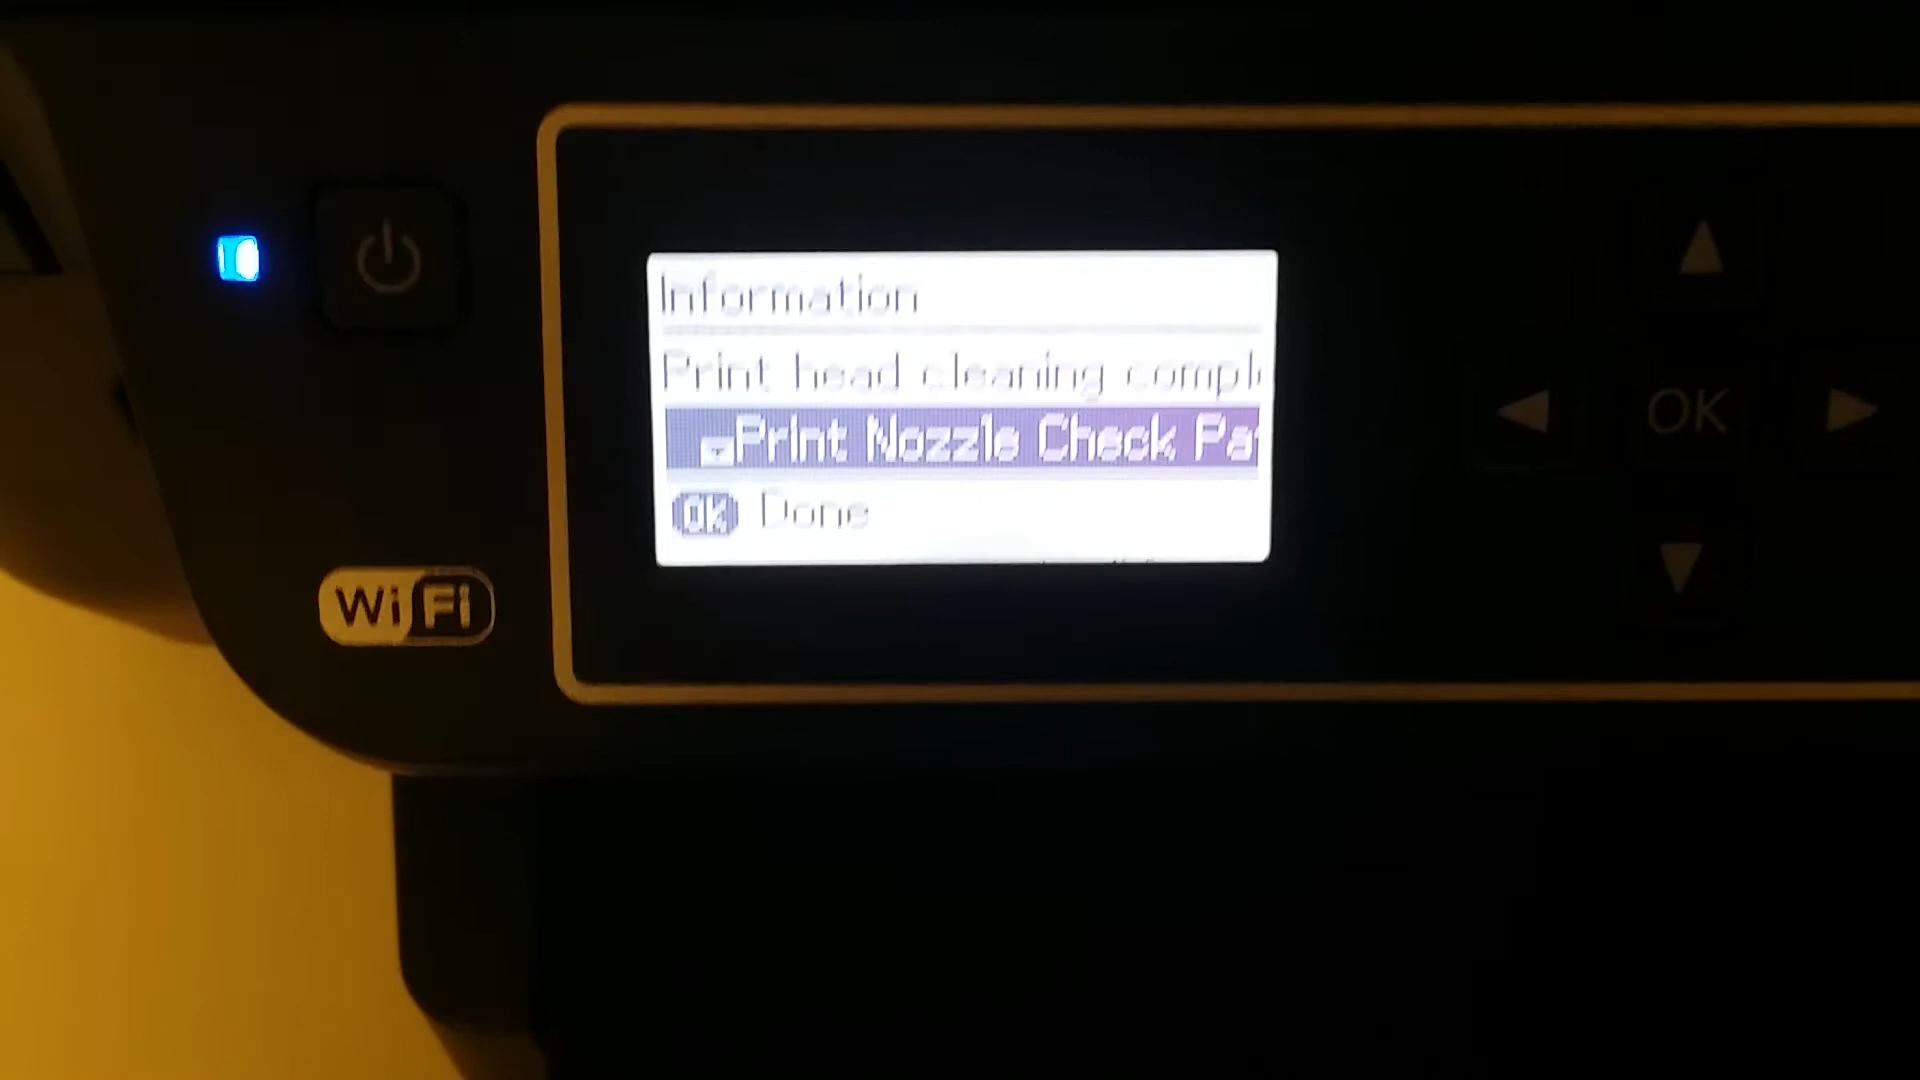 Information
Print head cleaning compl
Print Nozzle Check Pa
OK Done
OK
WiFi